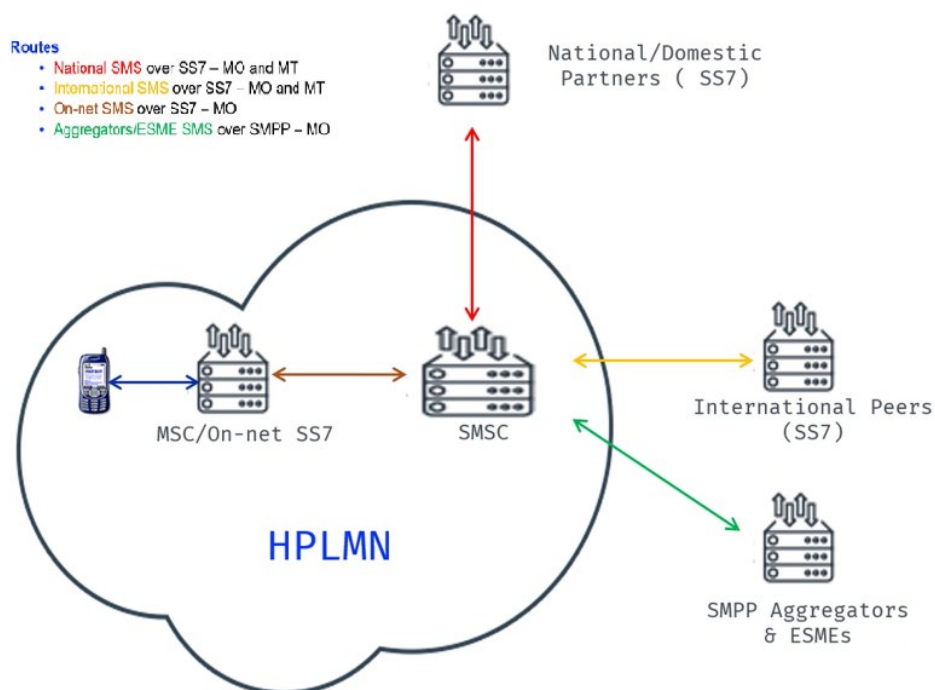 Routes
• National SMS over SS7 – MO and MT
• International SMS over SS7 – MO and MT
• On-net SMS over SS7 – MO
• Aggregators/ESME SMS over SMPP – MO
National/Domestic
Partners ( SS7)
MSC/On-net SS7
SMSC
International Peers
(SS7)
HPLMN
SMPP Aggregators
& ESMEs